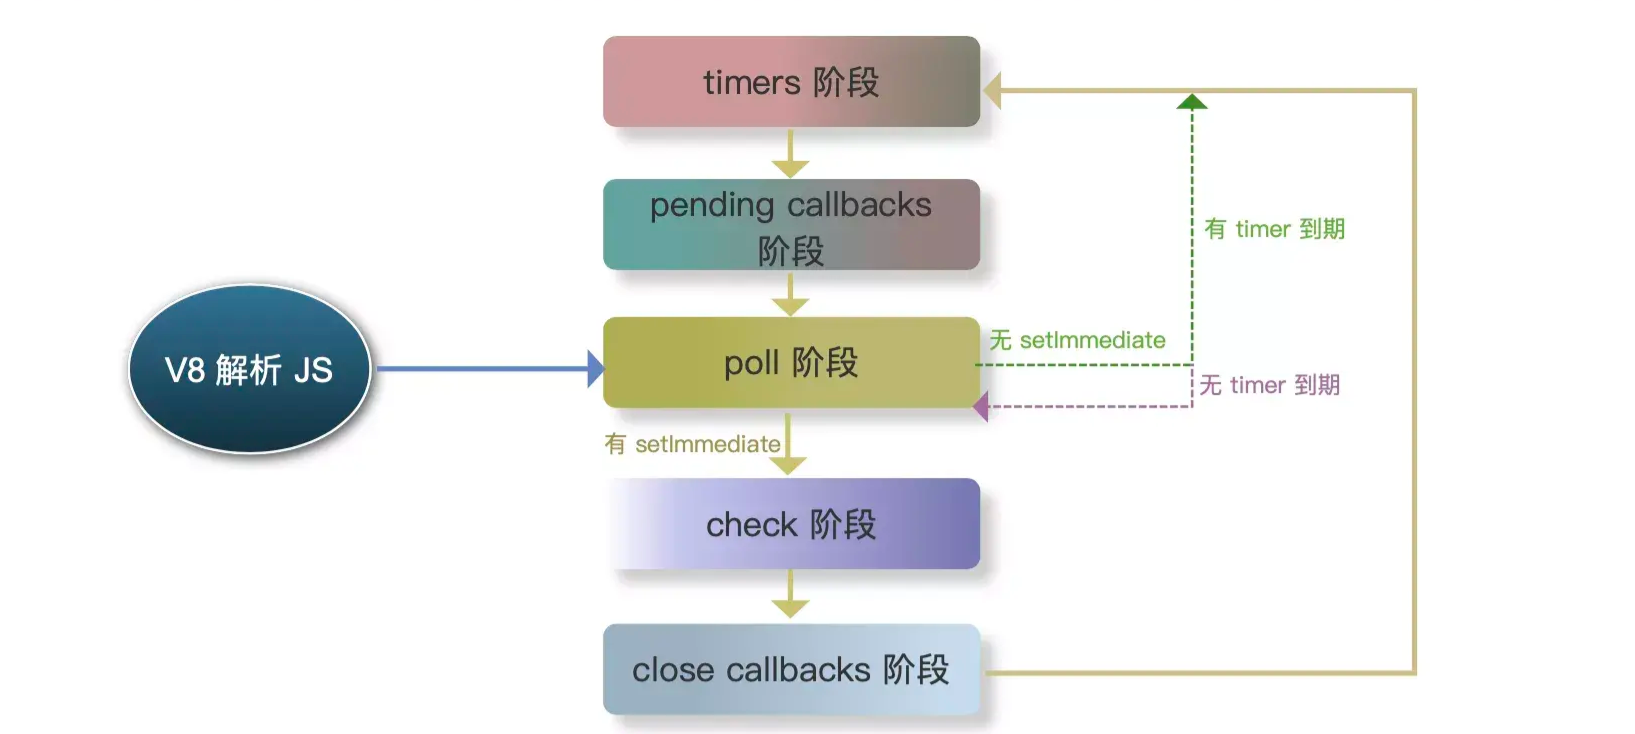 timers 阶段
pending callbacks
阶段
有 timer 到期
无 setImmediate
poll 阶段
V8 解析 JS
无 timer 到期
有 setImmediate
check 阶段
close callbacks 阶段